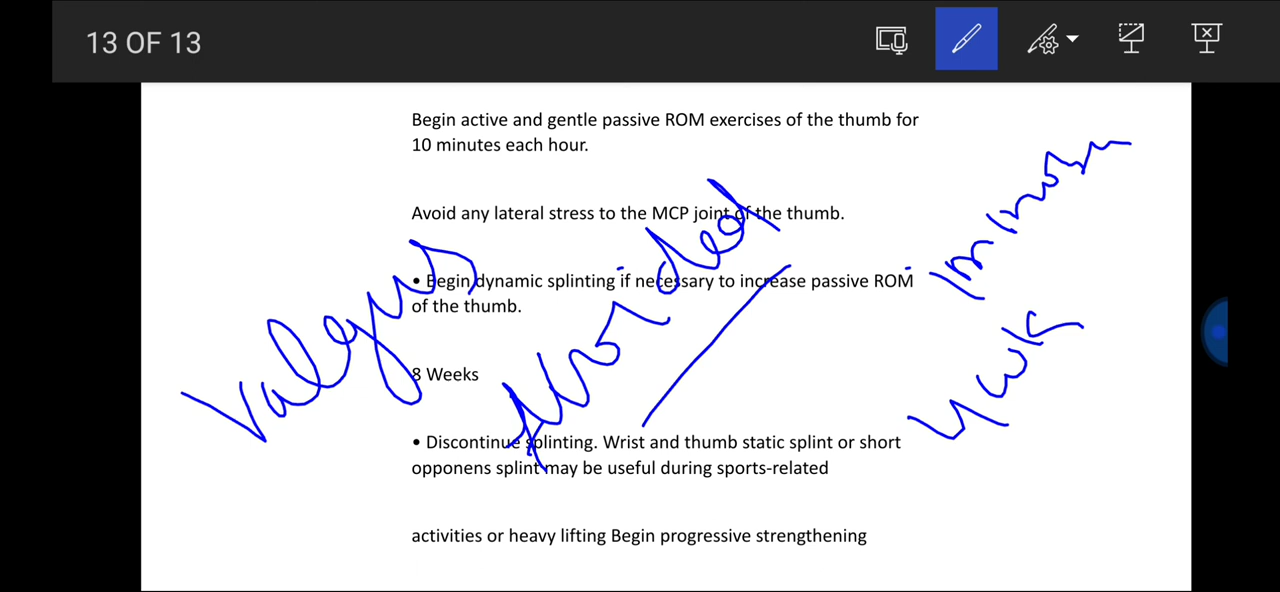 13 OF 13
Begin active and gentle passive ROM exercises of the thumb for
10 minutes each hour.
Avoid any lateral stress to the MCP joint of the thumb.
• Begin dynamic splinting if necessary to increase passive ROM
of the thumb.
8 Weeks
• Discontinue splinting. Wrist and thumb static splint or short
opponens splint may be useful during sports-related
activities or heavy lifting Begin progressive strengthening
Valegus
Avoided
4 wk